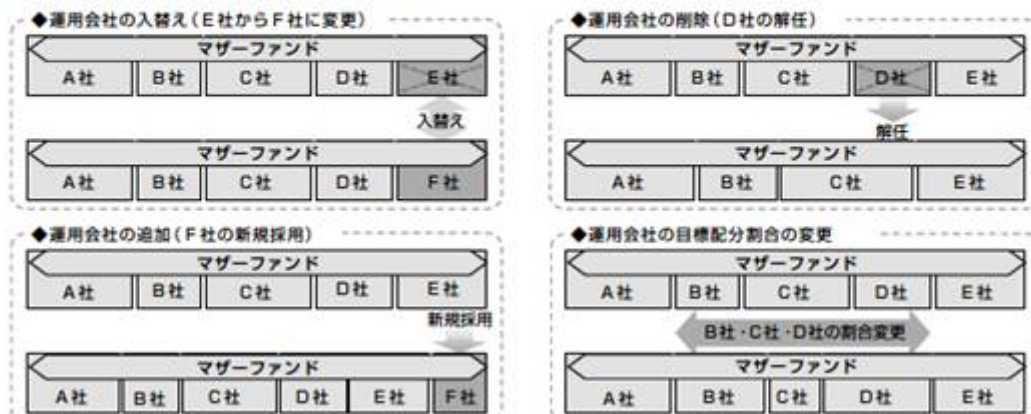 ◆運用会社の入替え(E社からF社に変更)
マザーファンド
A社 B社 C社 D社 E社
入替え
マザーファンド
A社 B社 C社 D社 F社
◆運用会社の削除(D社の解任)
マザーファンド
A社 B社 C社 D社 E社
解任
マザーファンド
A社 B社 C社 E社
◆運用会社の追加(F社の新規採用)
マザーファンド
A社 B社 C社 D社 E社
新規採用
マザーファンド
A社 B社 C社 D社 E社 F社
◆運用会社の目標配分割合の変更
マザーファンド
A社 B社 C社 D社 E社
B社・C社・D社の割合変更
マザーファンド
A社 B社 C社 D社 E社